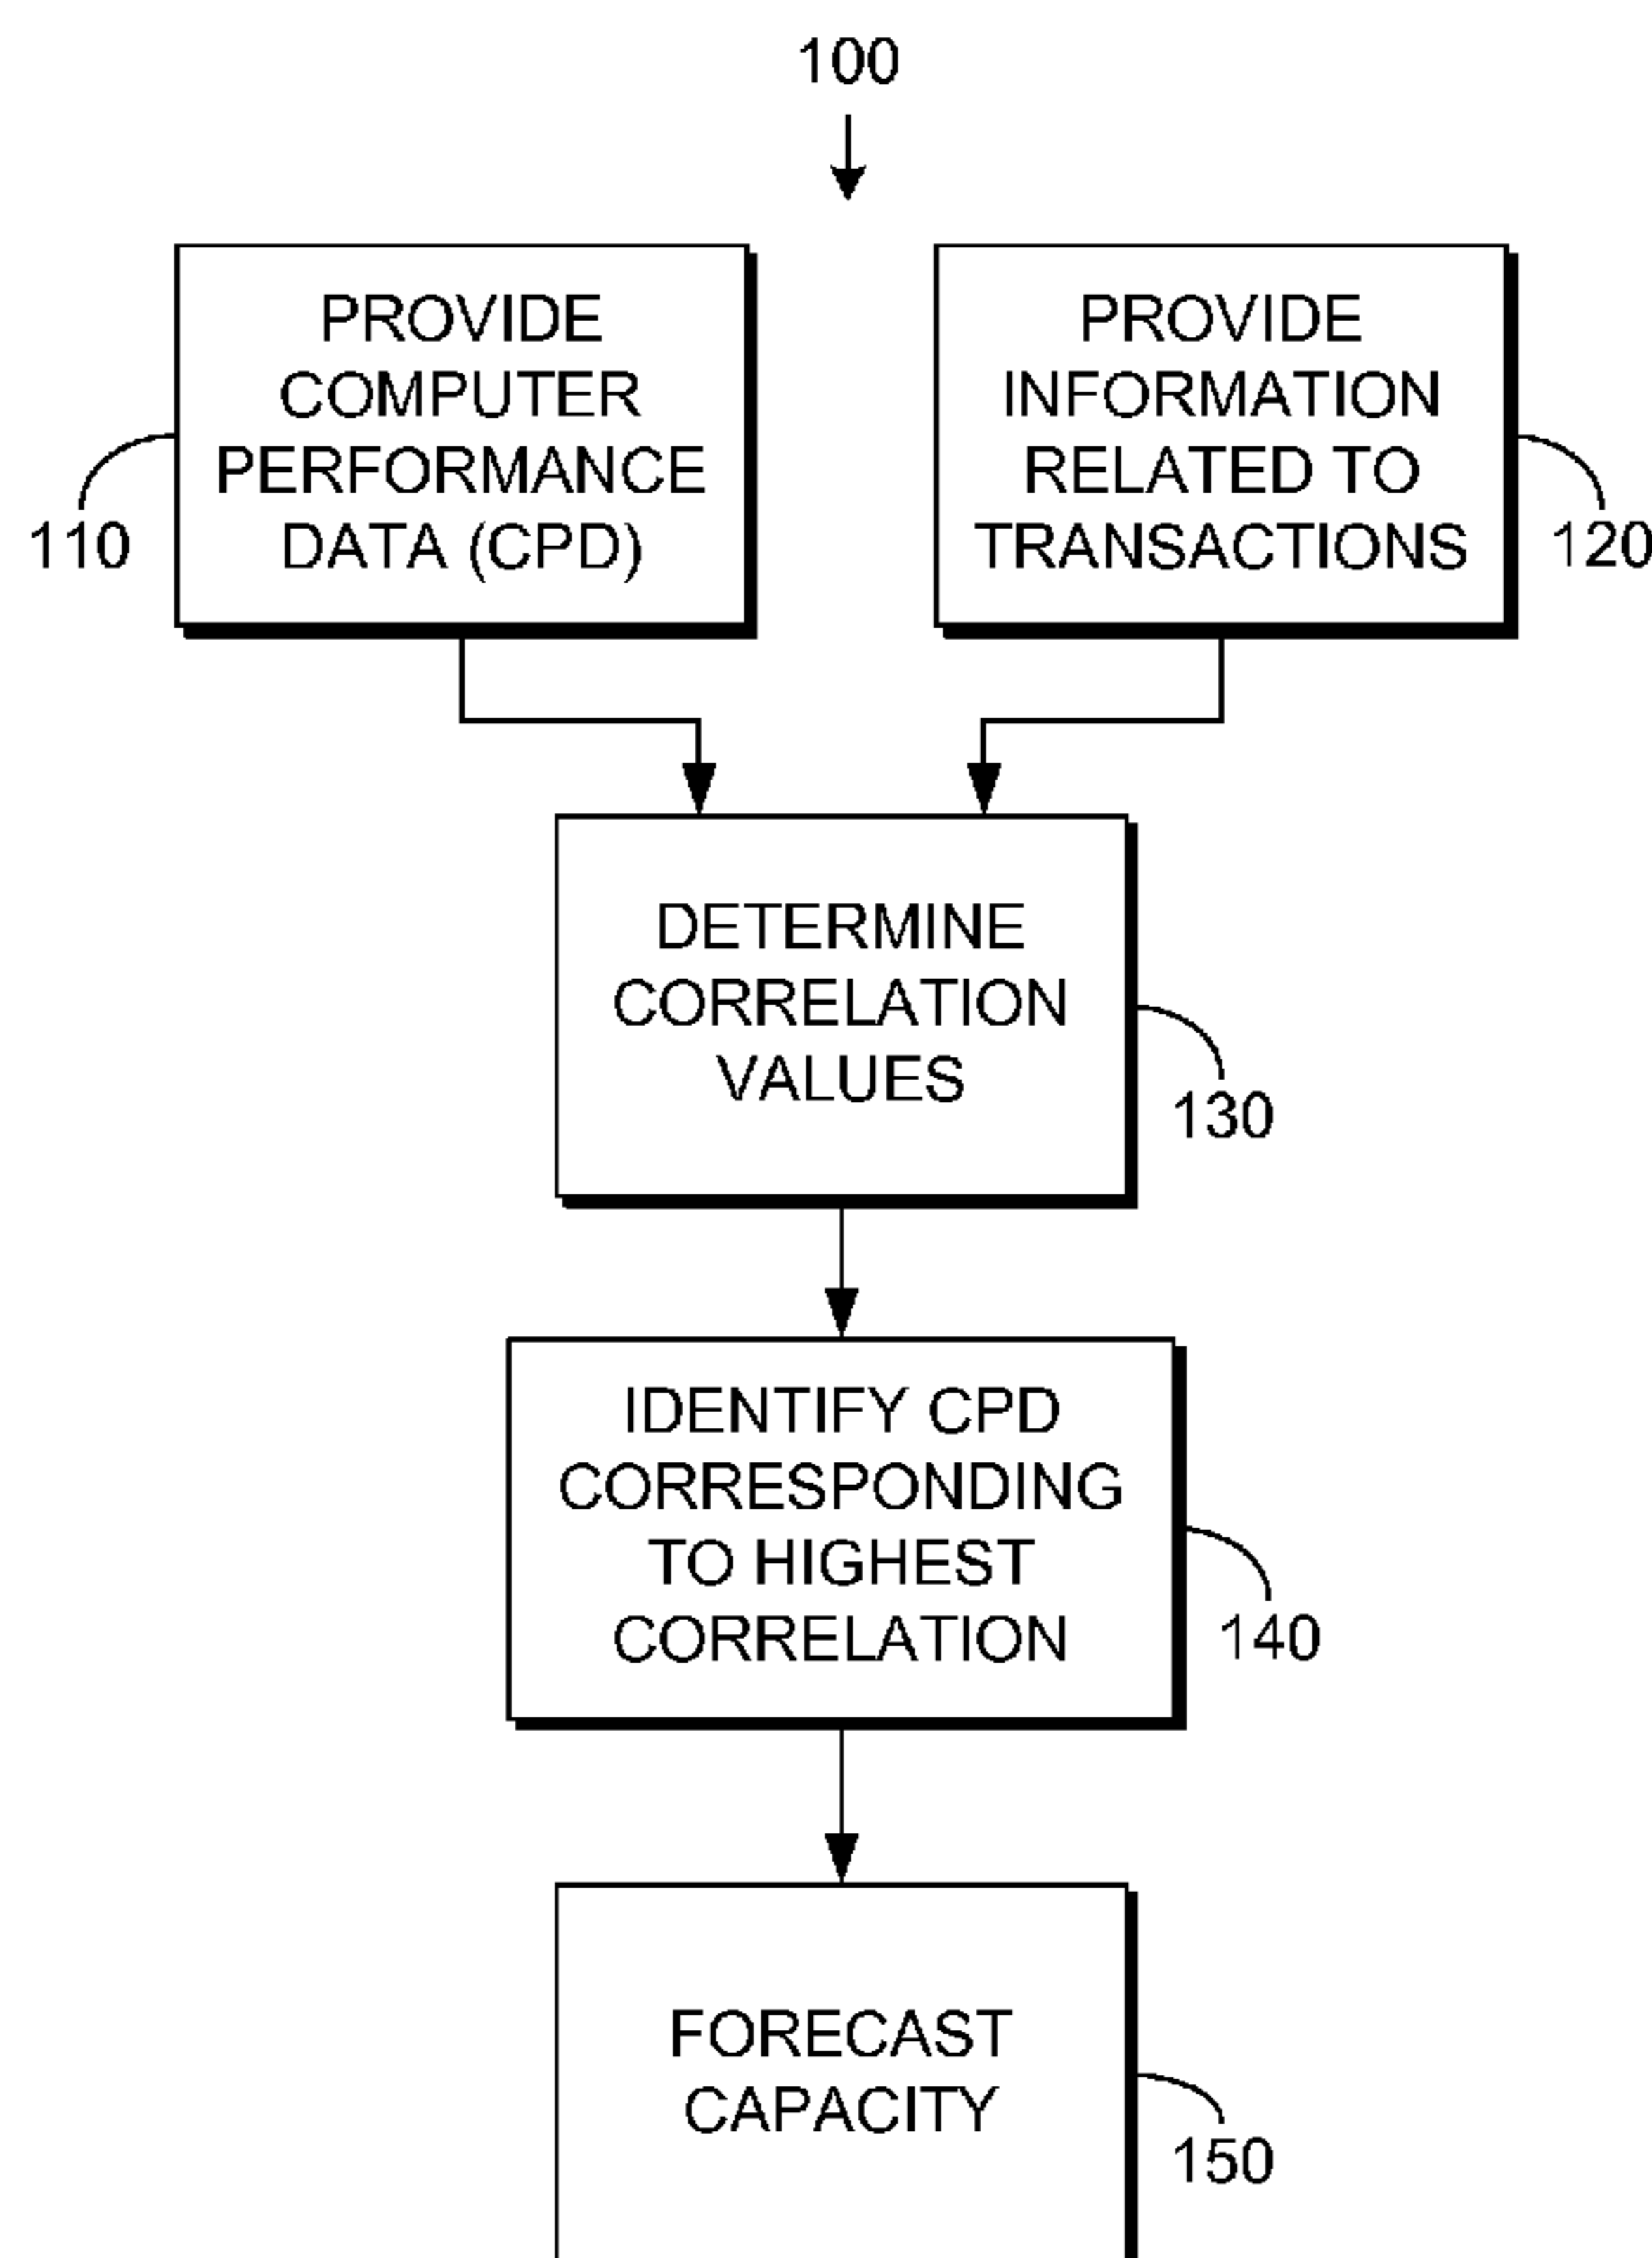 100
PROVIDE
COMPUTER
PERFORMANCE
DATA (CPD)
110
PROVIDE
INFORMATION
RELATED TO
TRANSACTIONS
120
DETERMINE
CORRELATION
VALUES
130
IDENTIFY CPD
CORRESPONDING
TO HIGHEST
CORRELATION
140
FORECAST
CAPACITY
150